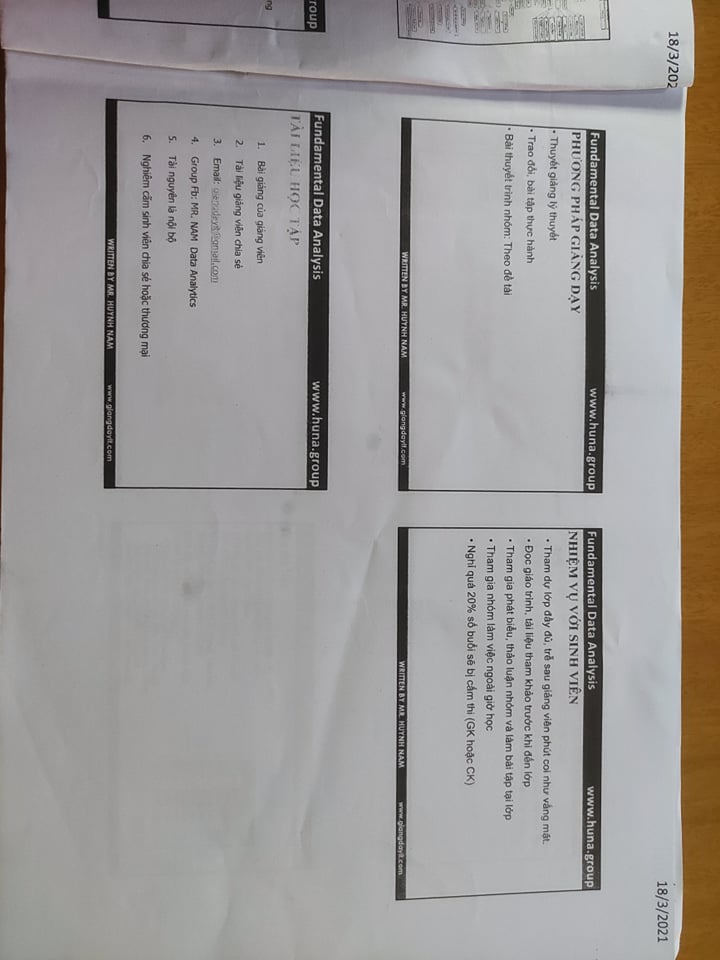 18/3/202
18/3/2021
roup
Fundamental Data Analysis www.huna.group
PHƯƠNG PHÁP GIẢNG DẠY
• Thuyết giảng lý thuyết
• Trao đổi, bài tập thực hành
• Bài thuyết trình nhóm: Theo đề tài
WRITTEN BY MR. HUYNH NAM www.giangdayit.com
Fundamental Data Analysis www.huna.group
NHIỆM VỤ VỚI SINH VIÊN
• Tham dự lớp đầy đủ, trễ sau giảng viên phút coi như vắng mặt.
• Đọc giáo trình, tài liệu tham khảo trước khi đến lớp
• Tham gia phát biểu, thảo luận nhóm và làm bài tập tại lớp
• Tham gia nhóm làm việc ngoài giờ học
• Nghỉ quá 20% số buổi sẽ bị cấm thi (GK hoặc CK)
WRITTEN BY MR. HUYNH NAM www.giangdayit.com
Fundamental Data Analysis www.huna.group
TÀI LIỆU HỌC TẬP
1. Bài giảng của giảng viên
2. Tài liệu giảng viên chia sẻ
3. Email:
4. Group Fb: MR. NAM Data Analytics
5. Tài nguyên là nội bộ
6. Nghiêm cấm sinh viên chia sẻ hoặc thương mại
WRITTEN BY MR. HUYNH NAM www.giangdayit.com